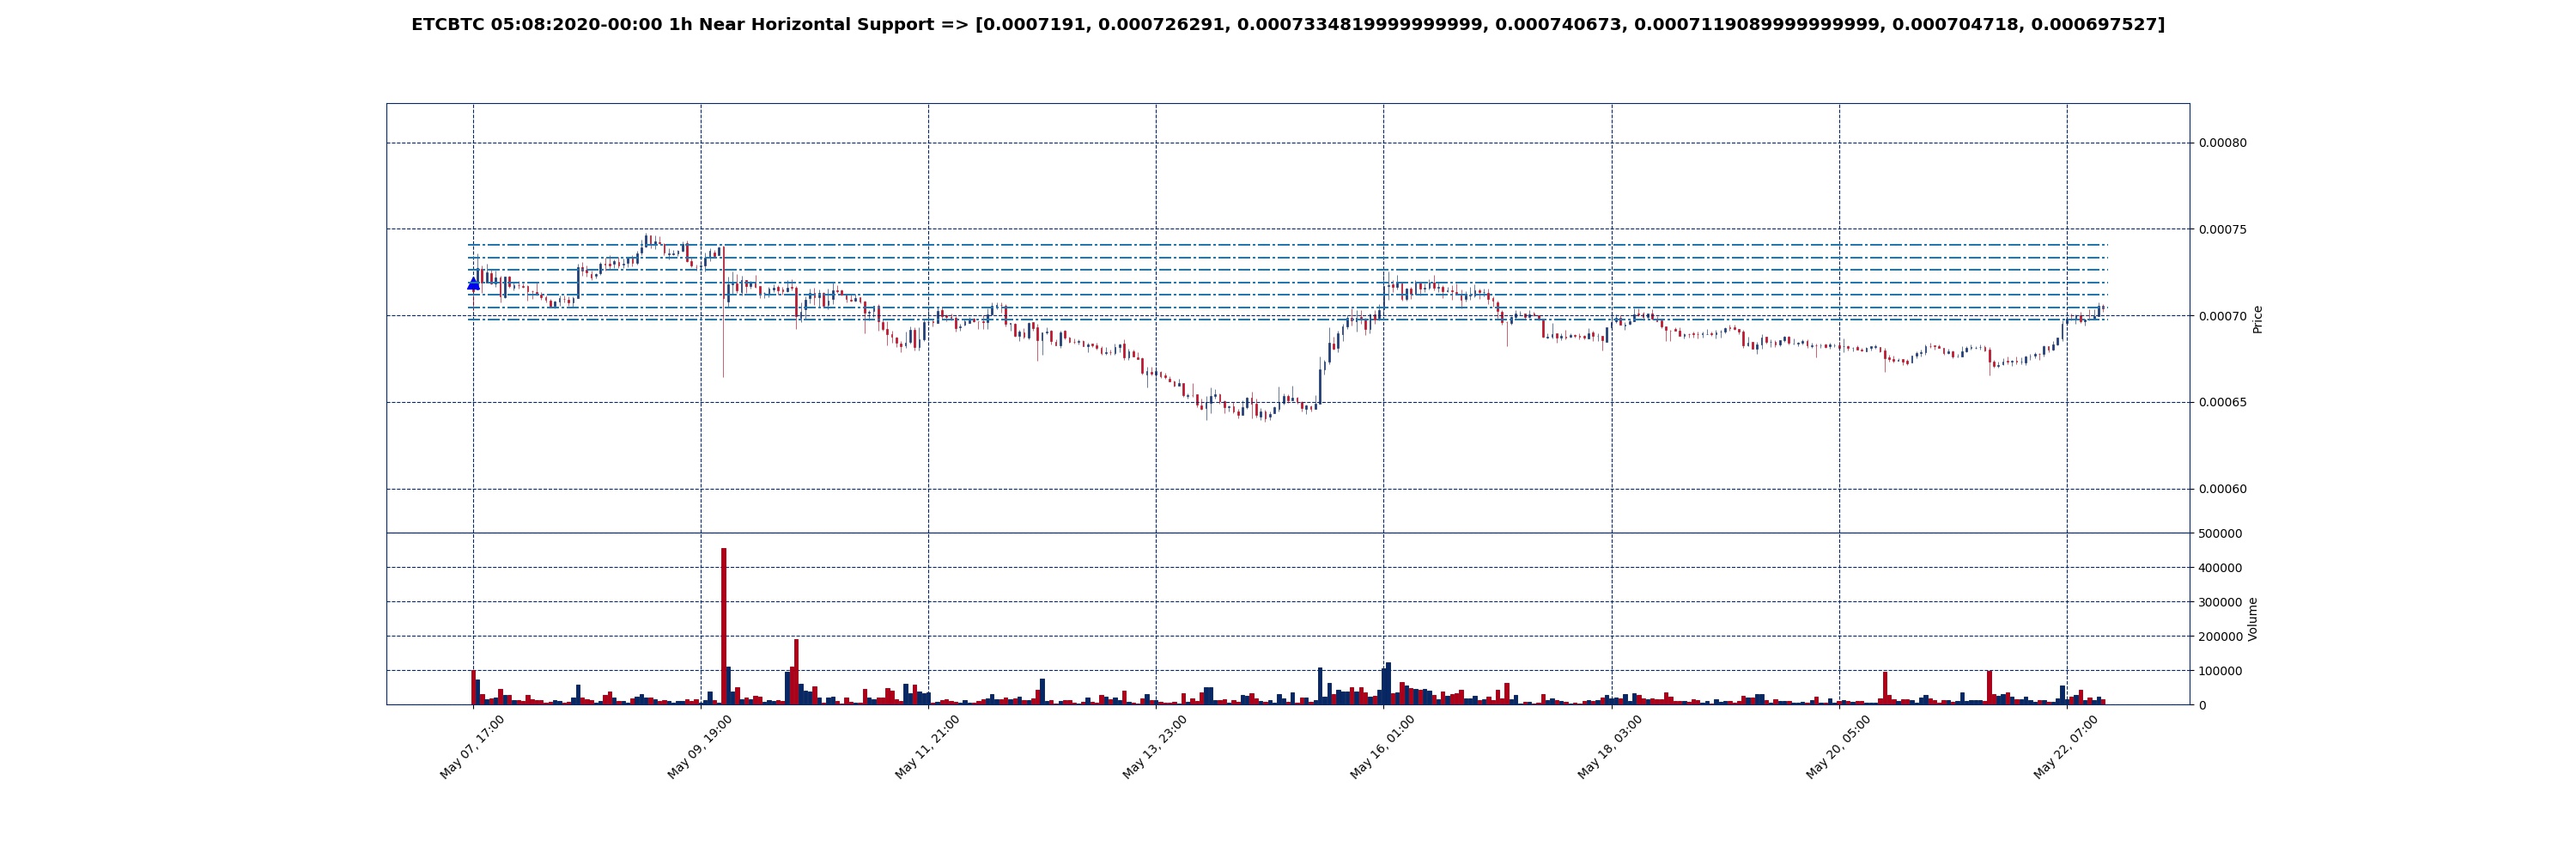 ETCBTC 05:08:2020-00:00 1h Near Horizontal Support => [0.0007191, 0.000726291, 0.0007334819999999999, 0.000740673, 0.0007119089999999999, 0.000704718, 0.000697527]
0.00080
0.00075
0.00070
0.00065
0.00060
Price
500000
400000
300000
200000
100000
0
Volume
May 07, 17:00
May 09, 19:00
May 11, 21:00
May 13, 23:00
May 16, 01:00
May 18, 03:00
May 20, 05:00
May 22, 07:00